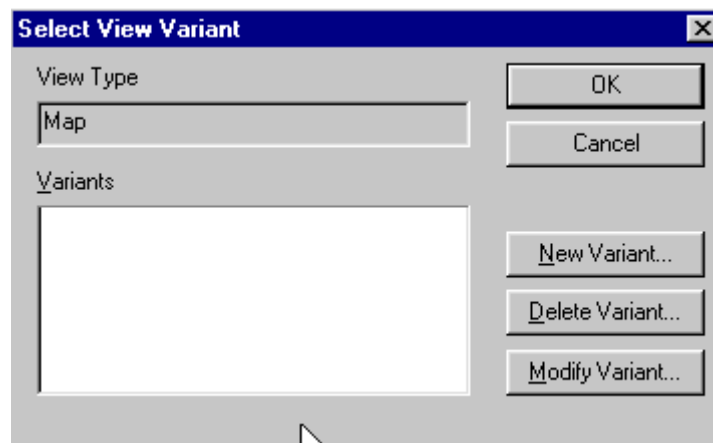 Select View Variant
View Type
Map
OK
Cancel
Variants
New Variant...
Delete Variant...
Modify Variant...